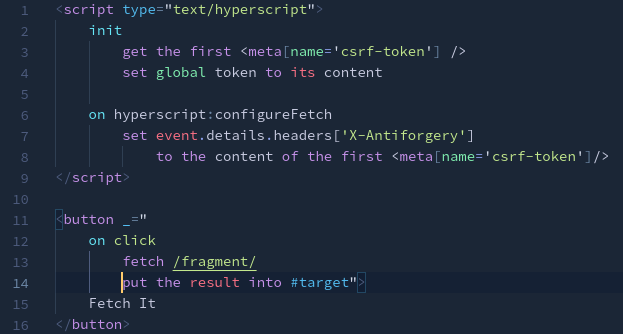 1 <script type="text/hyperscript">
2 init
3 get the first <meta[name='csrf-token'] />
4 set global token to its content
5
6 on hyperscript:configureFetch
7 set event.details.headers['X-Antiforgery']
8 to the content of the first <meta[name='csrf-token']/>
9 </script>
10
11 <button _="
12 on click
13 fetch /fragment/
14 put the result into #target">
15 Fetch It
16 </button>